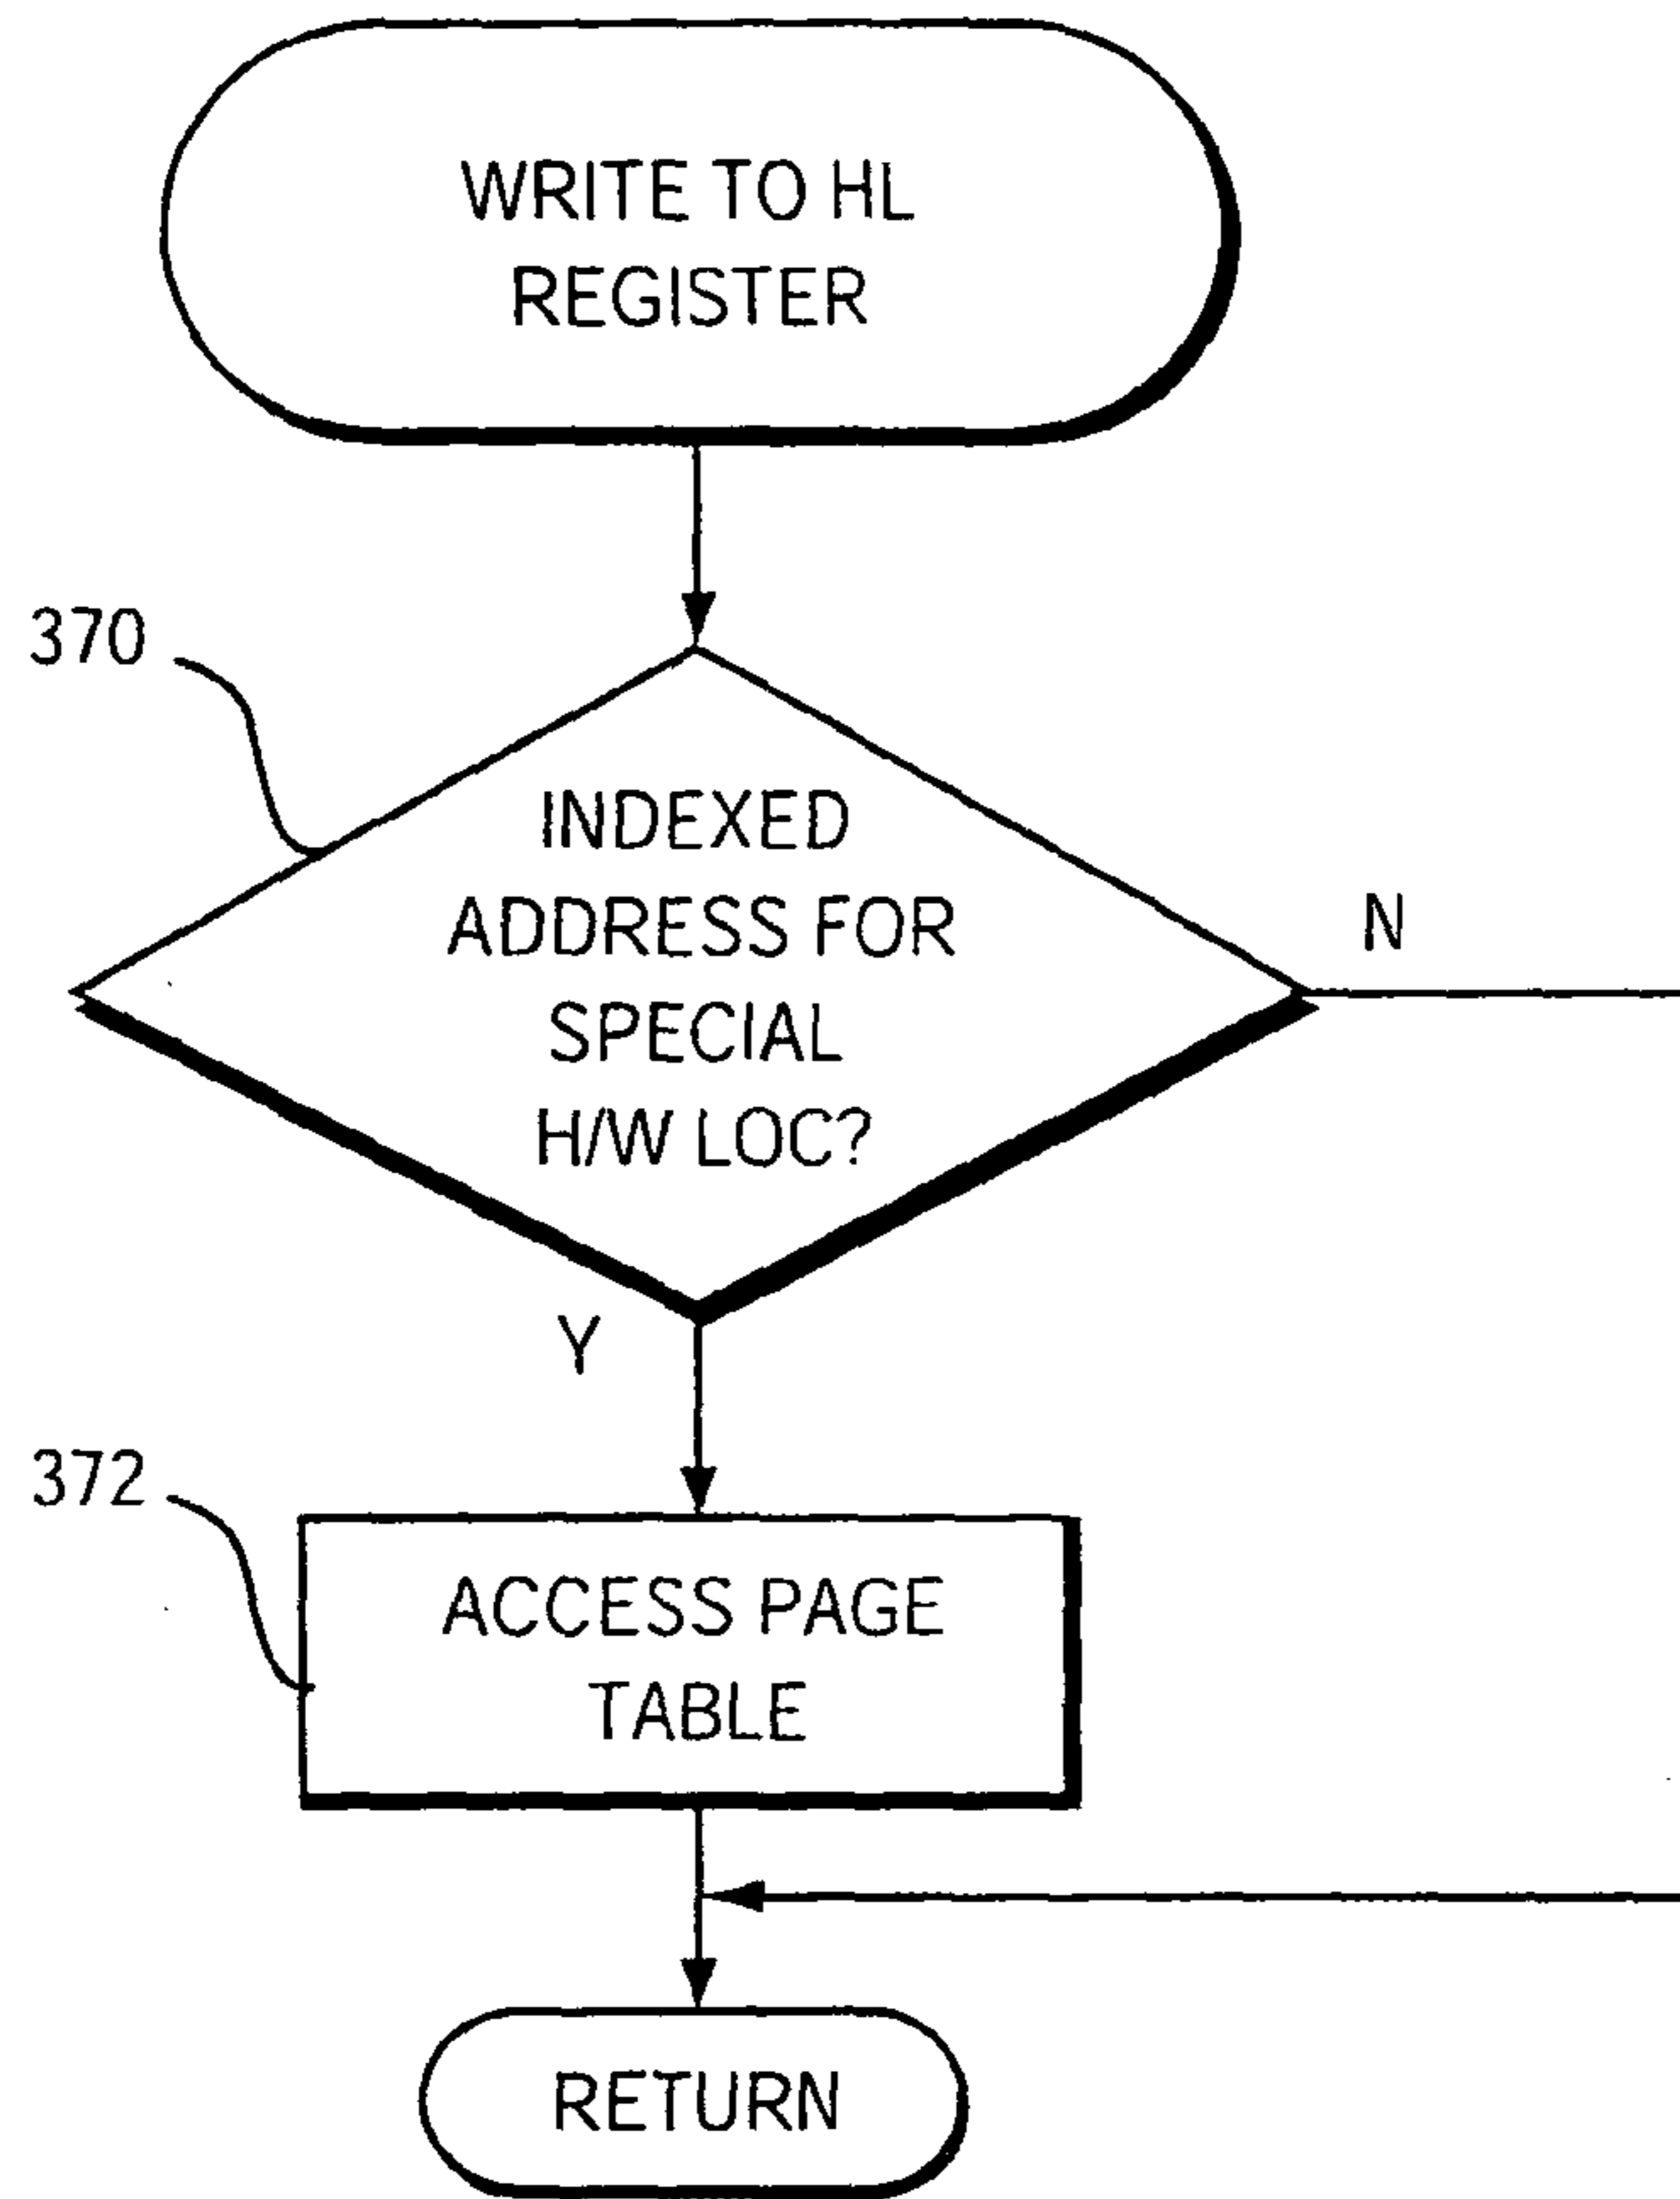 WRITE TO HL
REGISTER
370
INDEXED
ADDRESS FOR
SPECIAL
H/W LOC?
N
Y
372
ACCESS PAGE
TABLE
RETURN